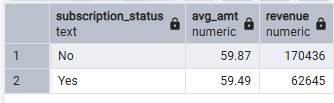 subscription_status avg_amt revenue
text numeric numeric
1 No 59.87 170436
2 Yes 59.49 62645